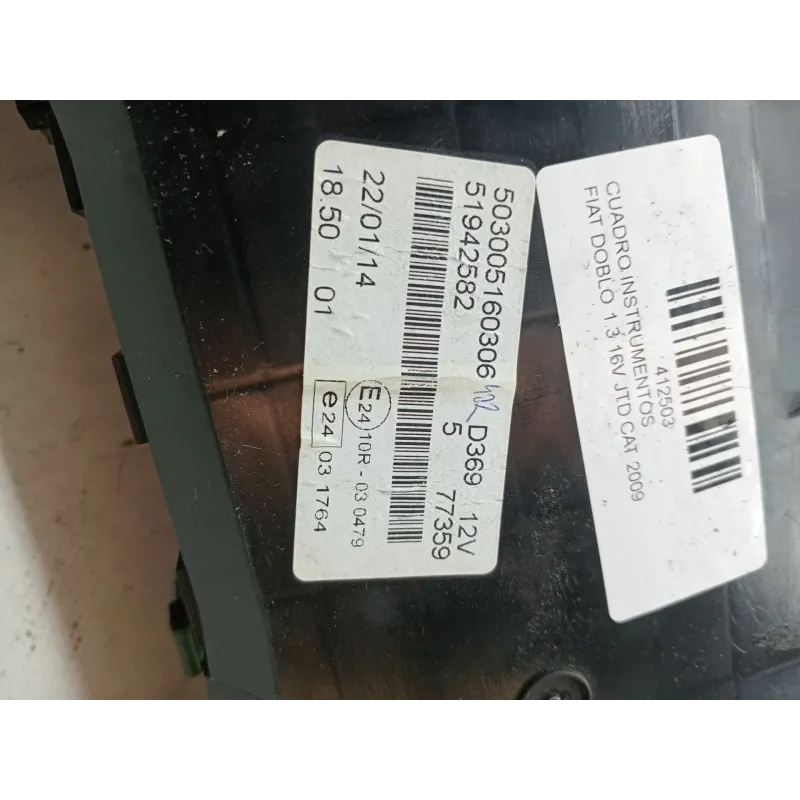 503005160306 D369 12V
51942582 5 77359
22/01/14 E24 10R - 03 0479
18.50 01 e24 03 1764
412503
CUADRO INSTRUMENTOS
FIAT DOBLO 1.3 16V JTD CAT 2009